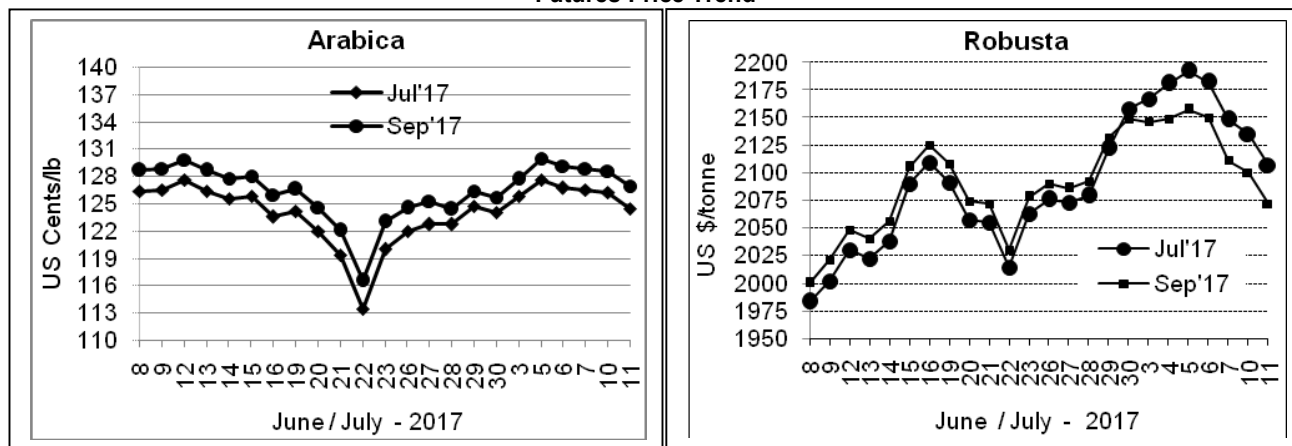 Futures Price Trend
Arabica
US Cents/lb
140
137
134
131
128
125
122
119
116
113
110
Jul'17
Sep'17
8 9 12 13 14 15 16 19 20 21 22 23 26 27 28 29 30 3 5 6 7 10 11
June / July - 2017
Robusta
US $/tonne
2200
2175
2150
2125
2100
2075
2050
2025
2000
1975
1950
Jul'17
Sep'17
8 9 12 13 14 15 16 19 20 21 22 23 26 27 28 29 30 3 4 5 6 7 10 11
June / July - 2017